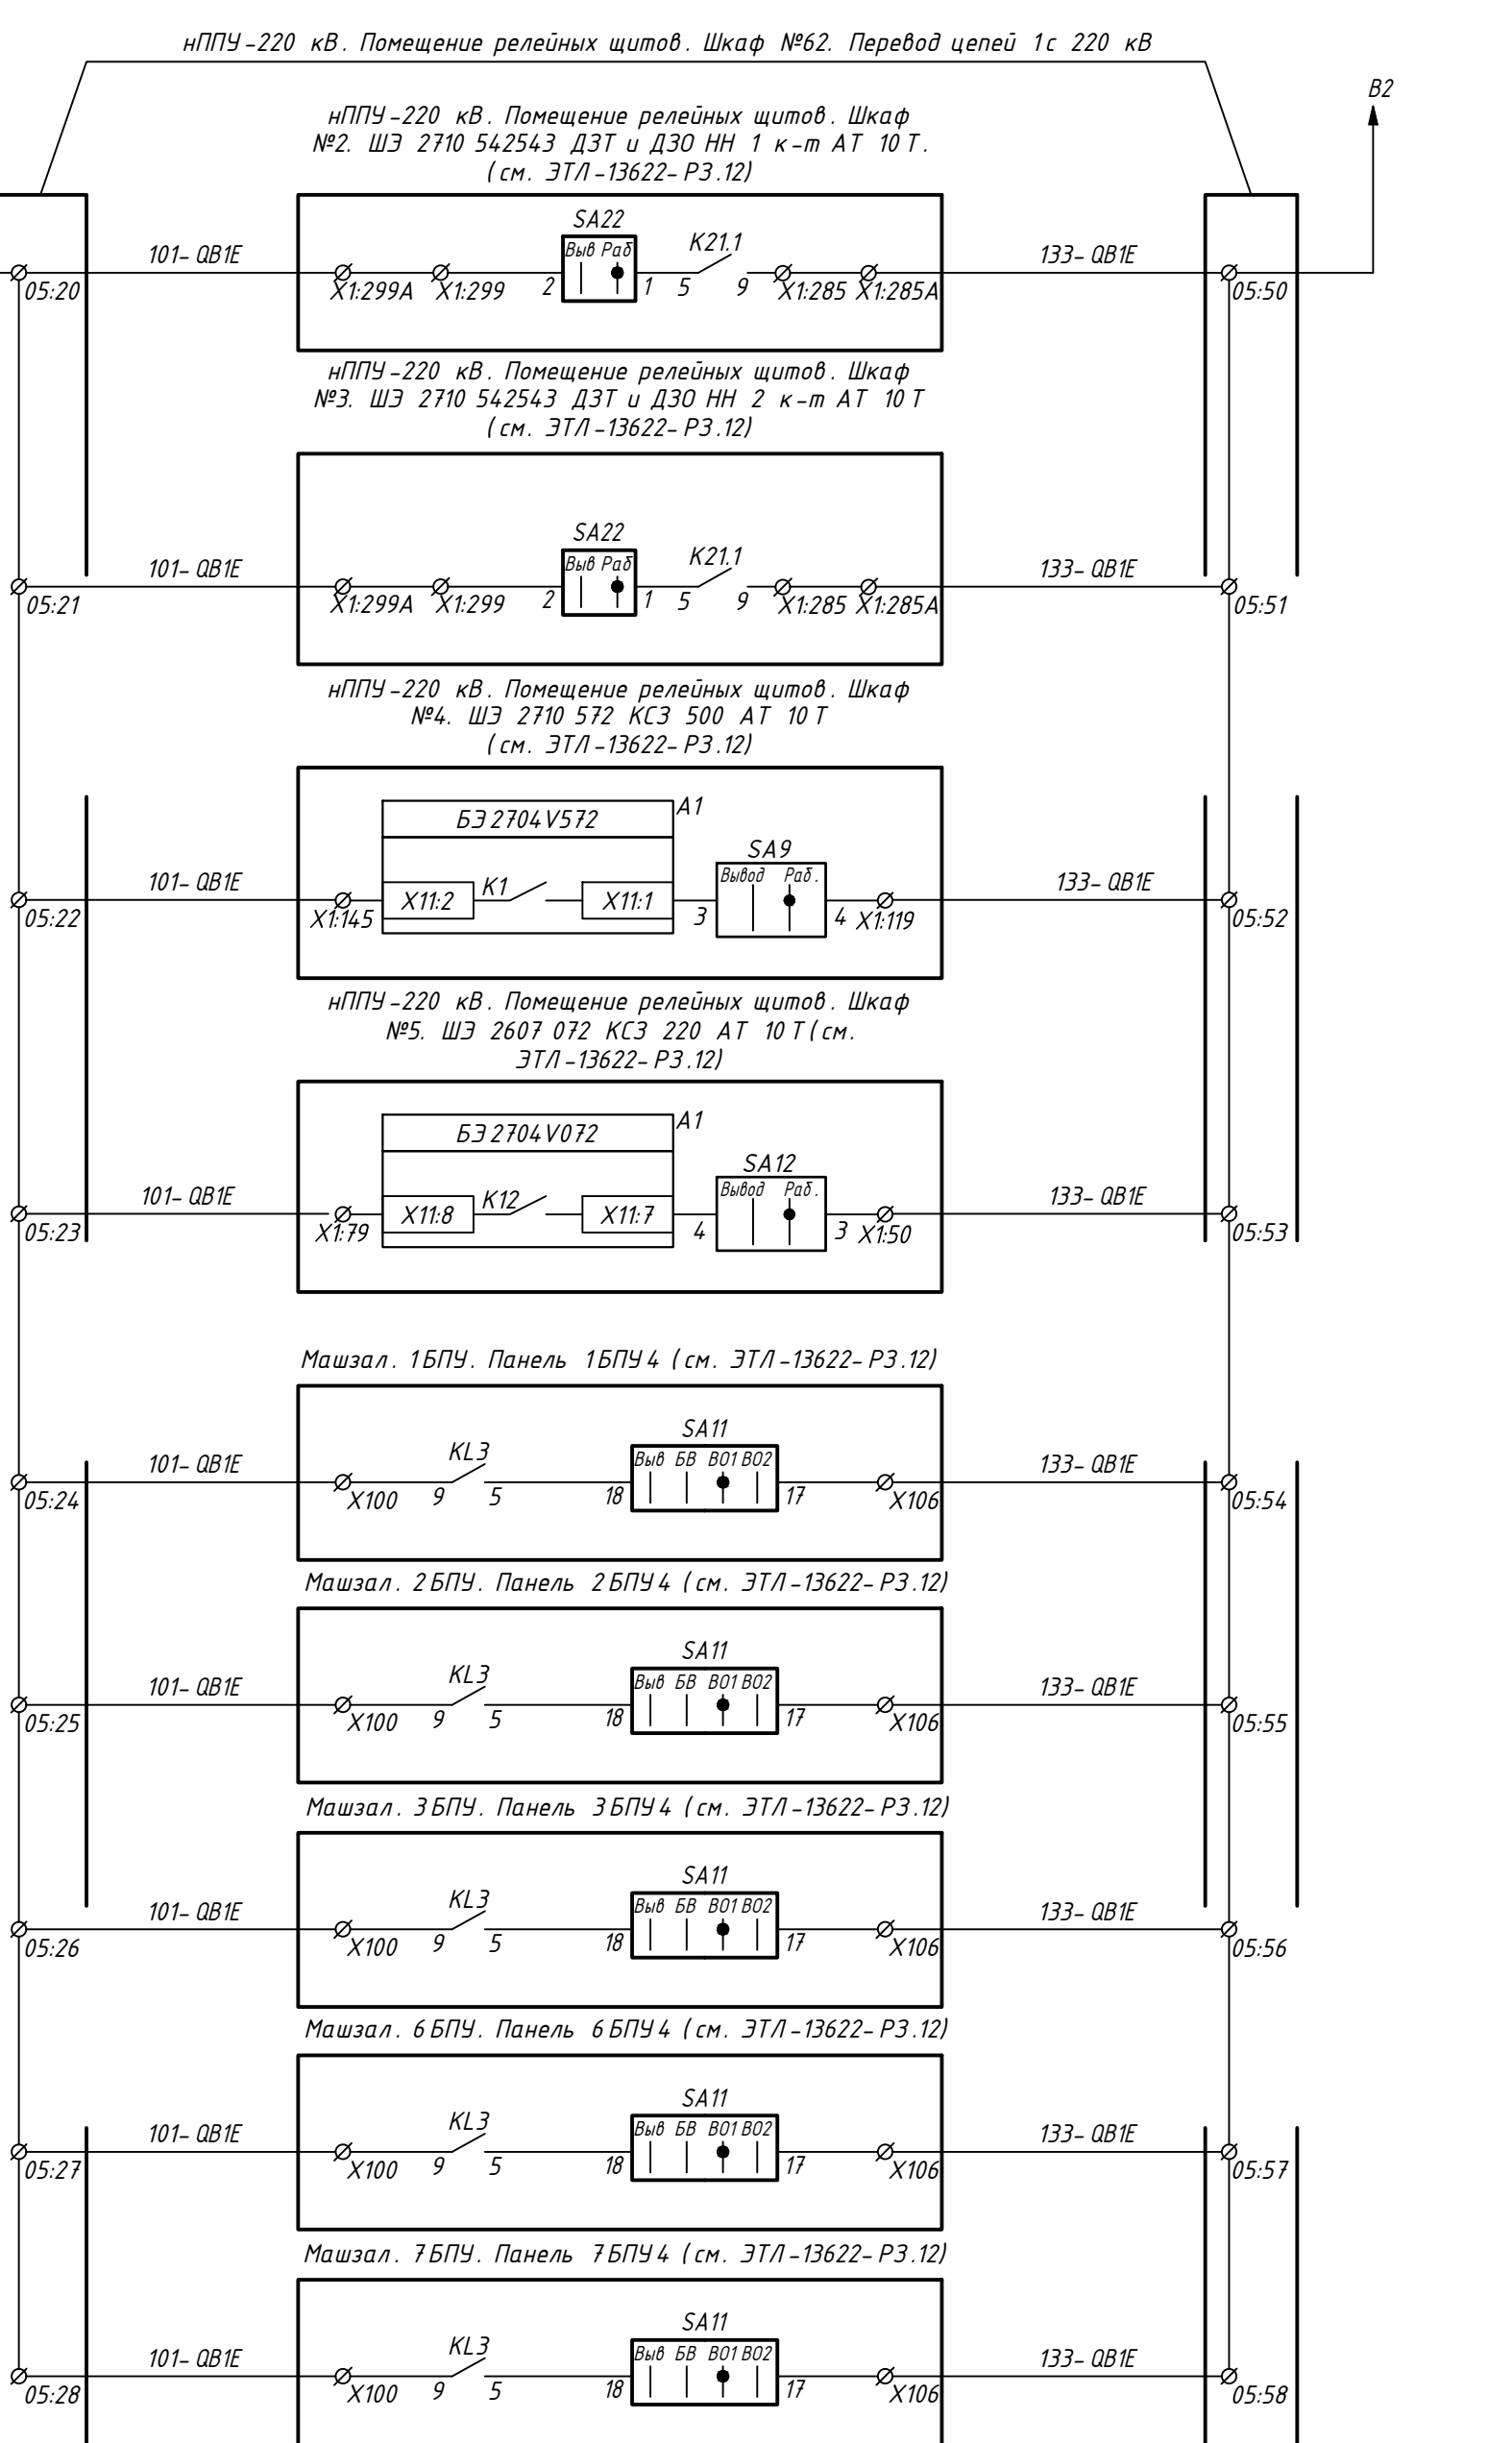 нППУ-220 кВ. Помещение релейных щитов. Шкаф №62. Перевод цепей 1с 220 кВ
В2
нППУ-220 кВ. Помещение релейных щитов. Шкаф
№2. ШЭ 2710 542543 ДЗТ и ДЗО НН 1 к-т АТ 10Т.
(см. ЭТЛ-13622-РЗ.12)
SA22
101-QB1E
Выв Раб
K21.1
133-QB1E
05:20
X1:299A
X1:299
2
1
5
9
X1:285
X1:285A
05:50
нППУ-220 кВ. Помещение релейных щитов. Шкаф
№3. ШЭ 2710 542543 ДЗТ и ДЗО НН 2 к-т АТ 10Т
(см. ЭТЛ-13622-РЗ.12)
SA22
101-QB1E
Выв Раб
K21.1
133-QB1E
05:21
X1:299A
X1:299
2
1
5
9
X1:285
X1:285A
05:51
нППУ-220 кВ. Помещение релейных щитов. Шкаф
№4. ШЭ 2710 572 КСЗ 500 АТ 10Т
(см. ЭТЛ-13622-РЗ.12)
A1
БЭ2704V572
SA9
101-QB1E
Вывод Раб.
133-QB1E
X11:2
K1
X11:1
05:22
X1:145
3
4
X1:119
05:52
нППУ-220 кВ. Помещение релейных щитов. Шкаф
№5. ШЭ 2607 072 КСЗ 220 АТ 10Т(см.
ЭТЛ-13622-РЗ.12)
A1
БЭ2704V072
SA12
101-QB1E
Вывод Раб.
133-QB1E
X11:8
K12
X11:7
05:23
X1:79
4
3
X1:50
05:53
Машзал. 1БПУ. Панель 1БПУ4 (см. ЭТЛ-13622-РЗ.12)
SA11
101-QB1E
KL3
Выв БВ ВО1 ВО2
133-QB1E
05:24
X100
9
5
18
17
X106
05:54
Машзал. 2БПУ. Панель 2БПУ4 (см. ЭТЛ-13622-РЗ.12)
SA11
101-QB1E
KL3
Выв БВ ВО1 ВО2
133-QB1E
05:25
X100
9
5
18
17
X106
05:55
Машзал. 3БПУ. Панель 3БПУ4 (см. ЭТЛ-13622-РЗ.12)
SA11
101-QB1E
KL3
Выв БВ ВО1 ВО2
133-QB1E
05:26
X100
9
5
18
17
X106
05:56
Машзал. 6БПУ. Панель 6БПУ4 (см. ЭТЛ-13622-РЗ.12)
SA11
101-QB1E
KL3
Выв БВ ВО1 ВО2
133-QB1E
05:27
X100
9
5
18
17
X106
05:57
Машзал. 7БПУ. Панель 7БПУ4 (см. ЭТЛ-13622-РЗ.12)
SA11
101-QB1E
KL3
Выв БВ ВО1 ВО2
133-QB1E
05:28
X100
9
5
18
17
X106
05:58